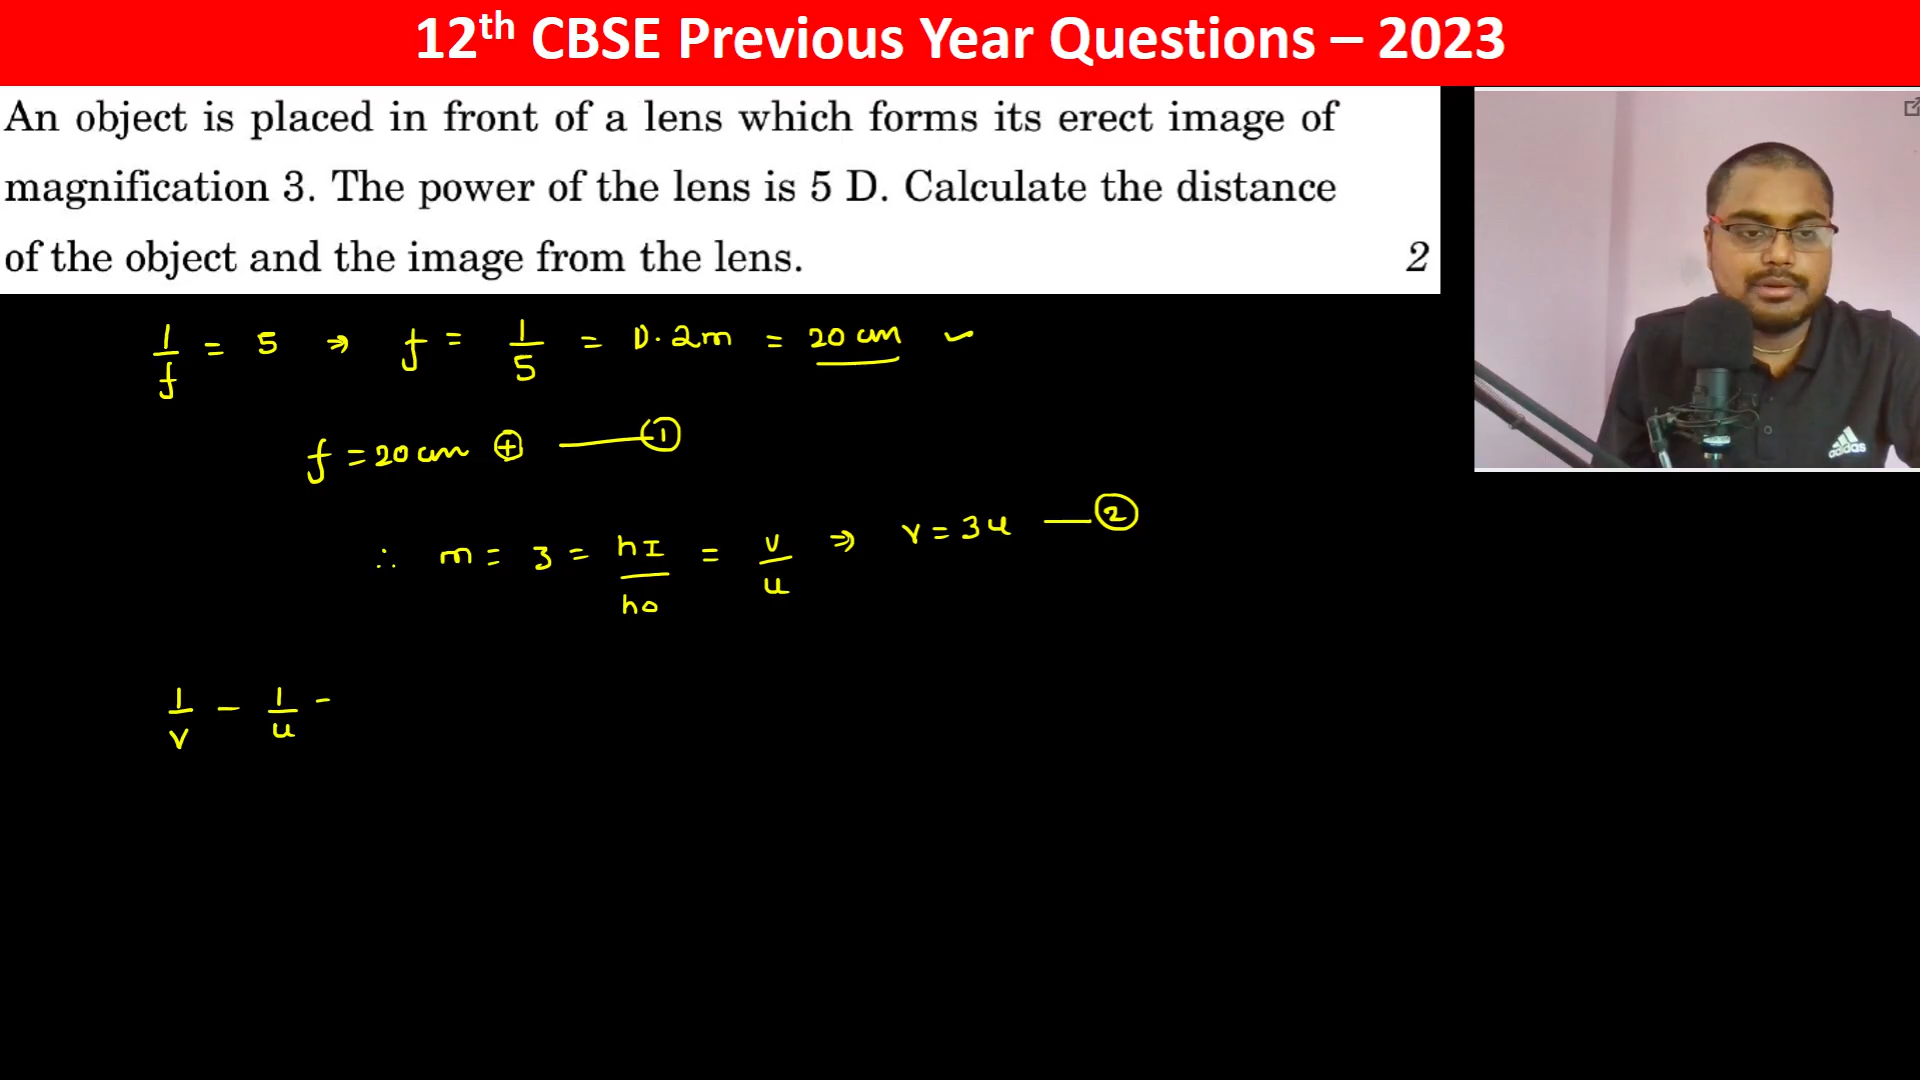 12th CBSE Previous Year Questions – 2023
An object is placed in front of a lens which forms its erect image of
magnification 3. The power of the lens is 5 D. Calculate the distance
of the object and the image from the lens. 2
1/f = 5 ⇒ f = 1/5 = 0.2m = 20 cm ✓
f = 20 cm ⊕ —— ①
∴ m = 3 = hI/ho = v/u ⇒ v = 3u — ②
1/v − 1/u -
adidas